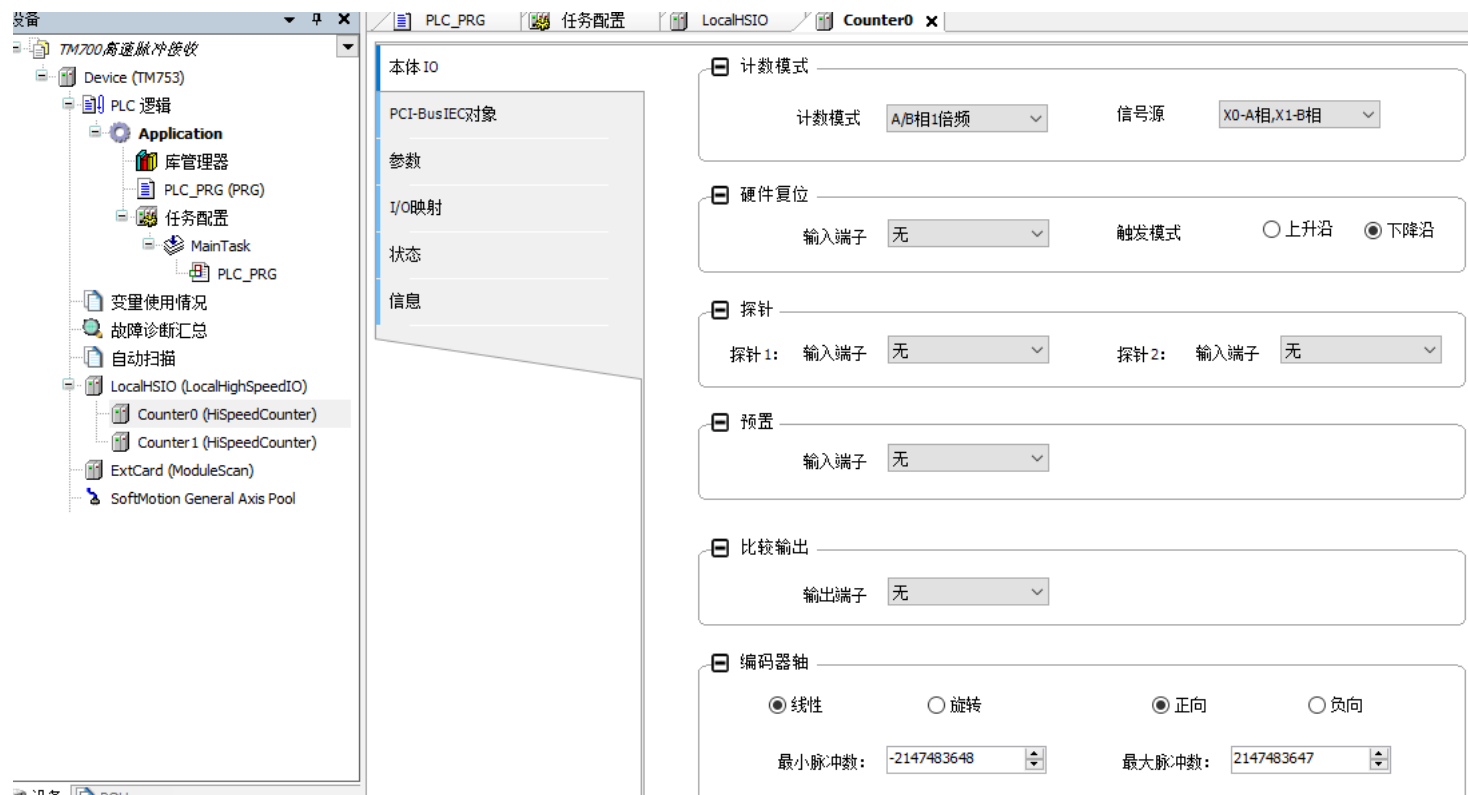 设备
PLC_PRG
任务配置
LocalHSIO
Counter0
TM700高速脉冲接收
Device (TM753)
PLC 逻辑
Application
库管理器
PLC_PRG (PRG)
任务配置
MainTask
PLC_PRG
变量使用情况
故障诊断汇总
自动扫描
LocalHSIO (LocalHighSpeedIO)
Counter0 (HiSpeedCounter)
Counter1 (HiSpeedCounter)
ExtCard (ModuleScan)
SoftMotion General Axis Pool
本体 IO
PCI-BusIEC对象
参数
I/O映射
状态
信息
计数模式
计数模式 A/B相1倍频 信号源 X0-A相,X1-B相
硬件复位
输入端子 无 触发模式 上升沿 下降沿
探针
探针1: 输入端子 无 探针2: 输入端子 无
预置
输入端子 无
比较输出
输出端子 无
编码器轴
线性 旋转 正向 负向
最小脉冲数: -2147483648 最大脉冲数: 2147483647